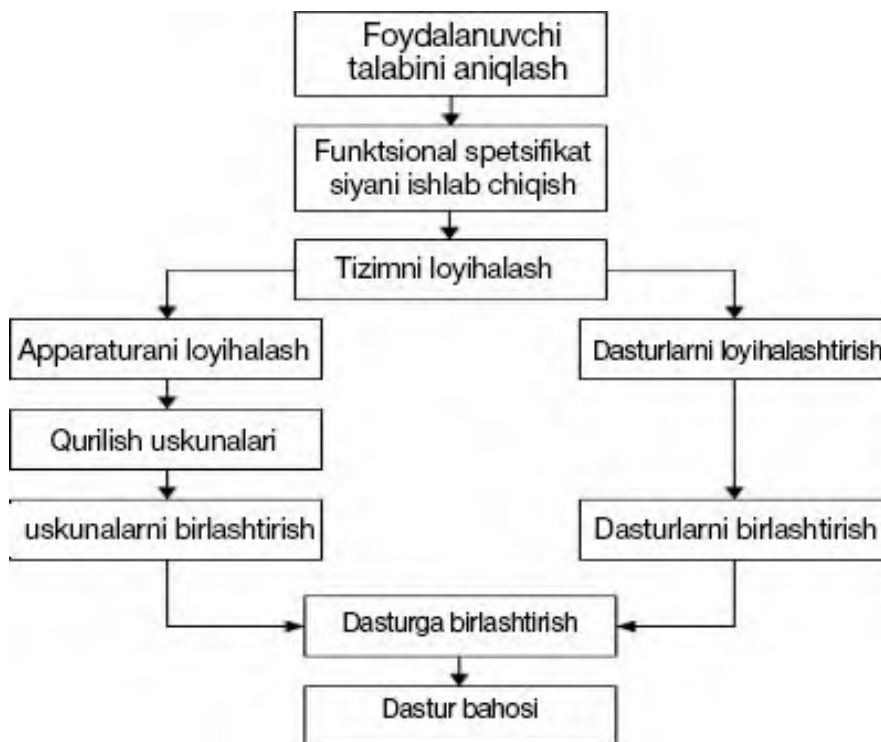 Foydalanuvchi
talabini aniqlash
Funktsional spetsifikat
siyani ishlab chiqish
Tizimni loyihalash
Apparaturani loyihalash
Dasturlarni loyihalashtirish
Qurilish uskunalari
uskunalarni birlashtirish
Dasturlarni birlashtirish
Dasturga birlashtirish
Dastur bahosi